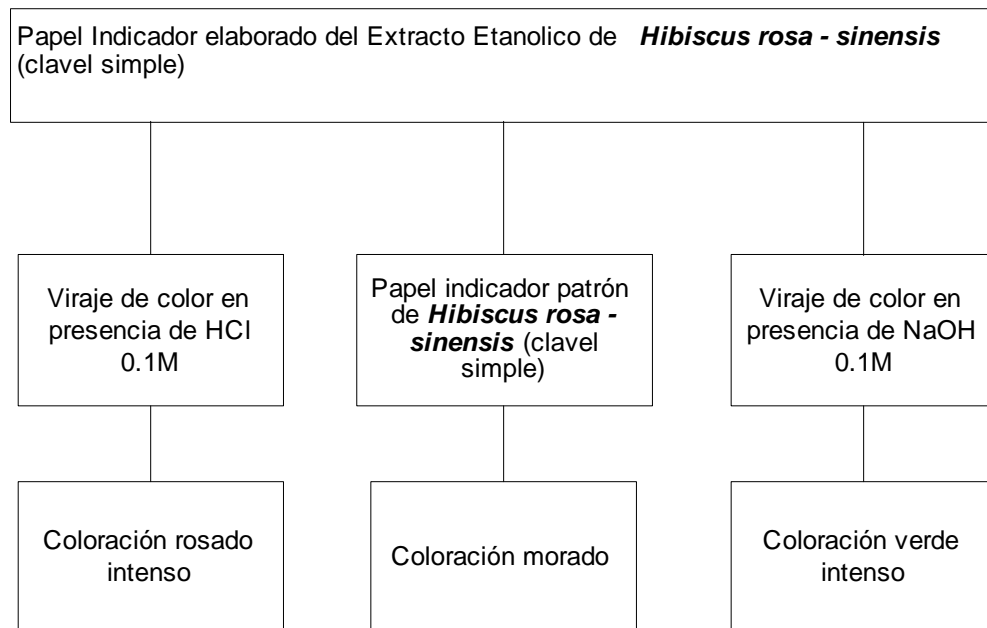 Papel Indicador elaborado del Extracto Etanolico de Hibiscus rosa - sinensis
(clavel simple)
Viraje de color en
presencia de HCl
0.1M
Papel indicador patrón
de Hibiscus rosa -
sinensis (clavel
simple)
Viraje de color en
presencia de NaOH
0.1M
Coloración rosado
intenso
Coloración morado
Coloración verde
intenso